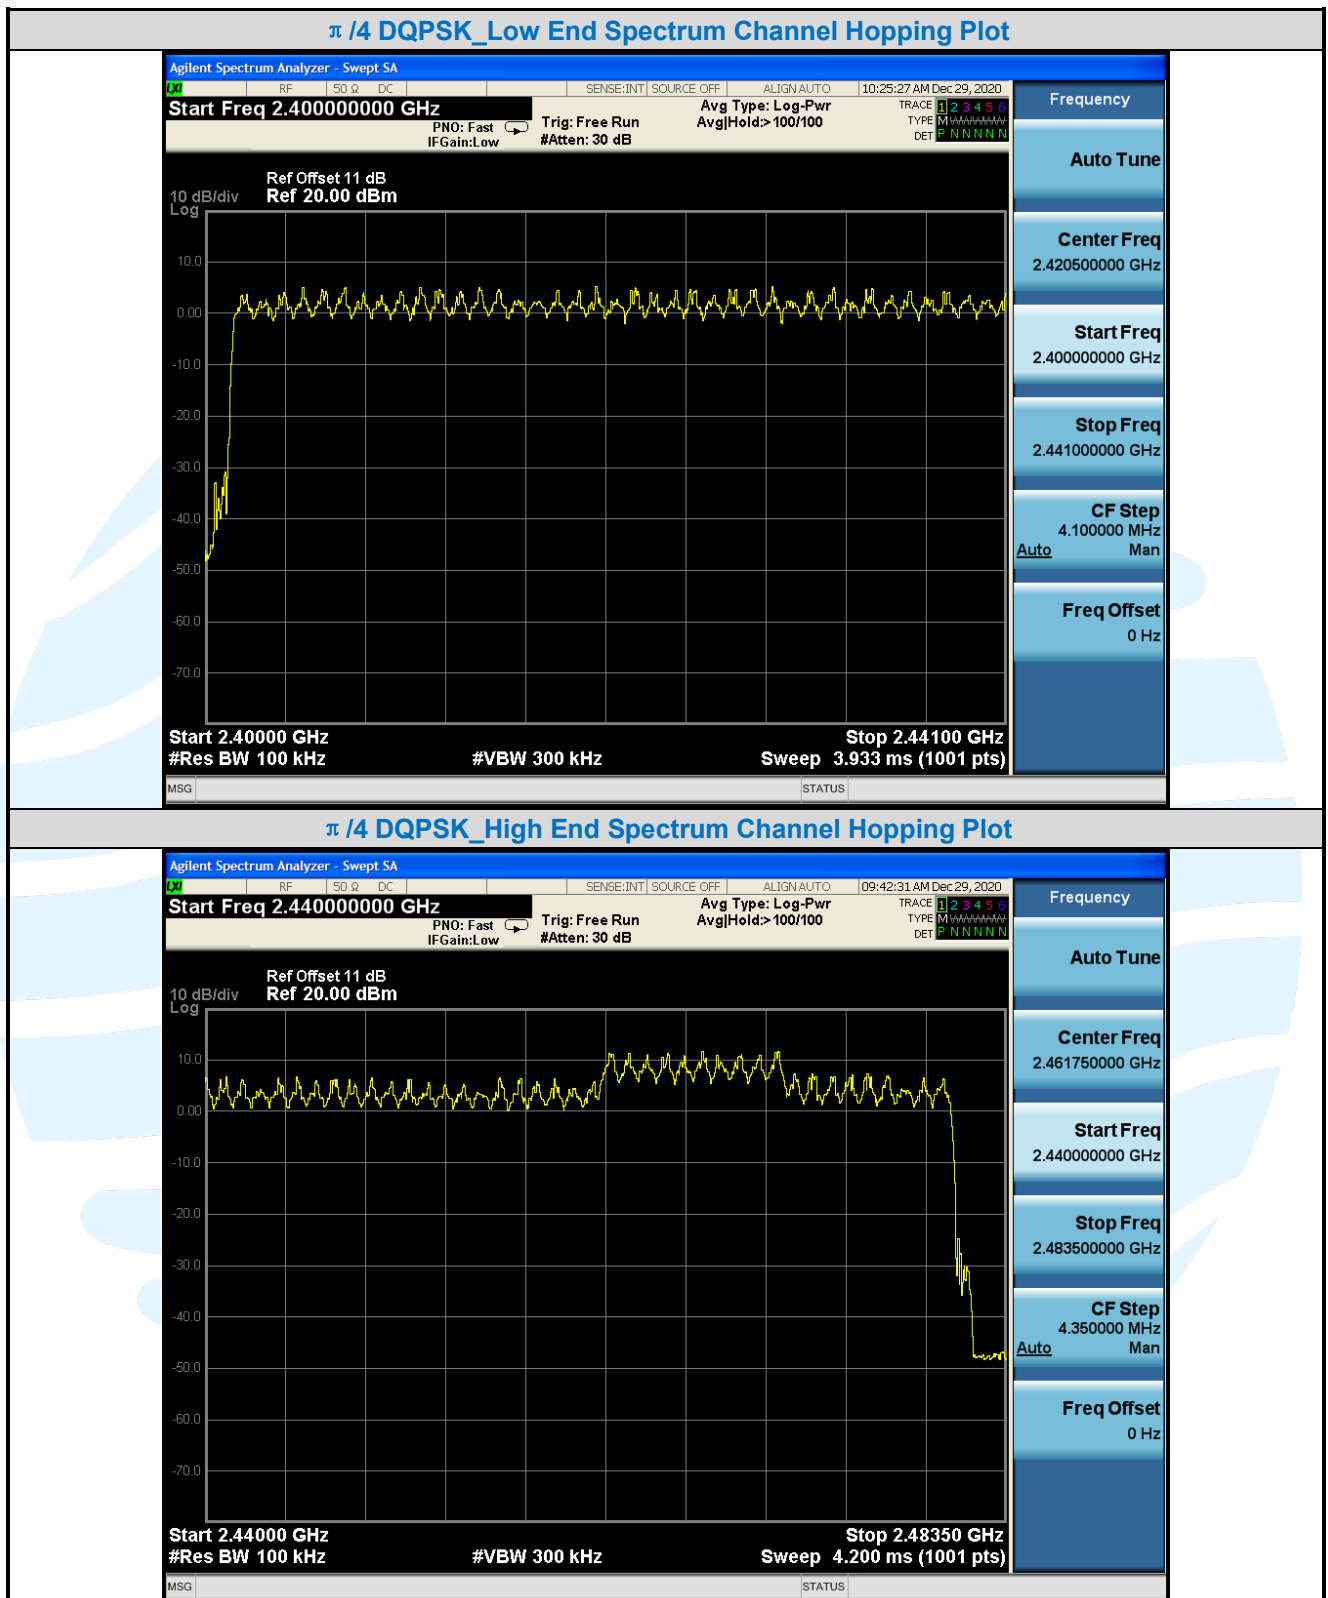 π /4 DQPSK_Low End Spectrum Channel Hopping Plot
Agilent Spectrum Analyzer - Swept SA
LXI RF 50 Ω DC SENSE:INT SOURCE OFF ALIGN AUTO 10:25:27 AM Dec 29, 2020
Start Freq 2.400000000 GHz
PNO: Fast
IFGain:Low
Trig: Free Run
#Atten: 30 dB
Avg Type: Log-Pwr
Avg|Hold:>100/100
TRACE 1 2 3 4 5 6
TYPE M WWWWW
DET P N N N N N
Ref Offset 11 dB
10 dB/div Ref 20.00 dBm
Log
10.0
0.00
-10.0
-20.0
-30.0
-40.0
-50.0
-60.0
-70.0
Start 2.40000 GHz Stop 2.44100 GHz
#Res BW 100 kHz #VBW 300 kHz Sweep 3.933 ms (1001 pts)
MSG STATUS
Frequency
Auto Tune
Center Freq
2.420500000 GHz
Start Freq
2.400000000 GHz
Stop Freq
2.441000000 GHz
CF Step
4.100000 MHz
Auto Man
Freq Offset
0 Hz
π /4 DQPSK_High End Spectrum Channel Hopping Plot
Agilent Spectrum Analyzer - Swept SA
LXI RF 50 Ω DC SENSE:INT SOURCE OFF ALIGN AUTO 09:42:31 AM Dec 29, 2020
Start Freq 2.440000000 GHz
PNO: Fast
IFGain:Low
Trig: Free Run
#Atten: 30 dB
Avg Type: Log-Pwr
Avg|Hold:>100/100
TRACE 1 2 3 4 5 6
TYPE M WWWWW
DET P N N N N N
Ref Offset 11 dB
10 dB/div Ref 20.00 dBm
Log
10.0
0.00
-10.0
-20.0
-30.0
-40.0
-50.0
-60.0
-70.0
Start 2.44000 GHz Stop 2.48350 GHz
#Res BW 100 kHz #VBW 300 kHz Sweep 4.200 ms (1001 pts)
MSG STATUS
Frequency
Auto Tune
Center Freq
2.461750000 GHz
Start Freq
2.440000000 GHz
Stop Freq
2.483500000 GHz
CF Step
4.350000 MHz
Auto Man
Freq Offset
0 Hz